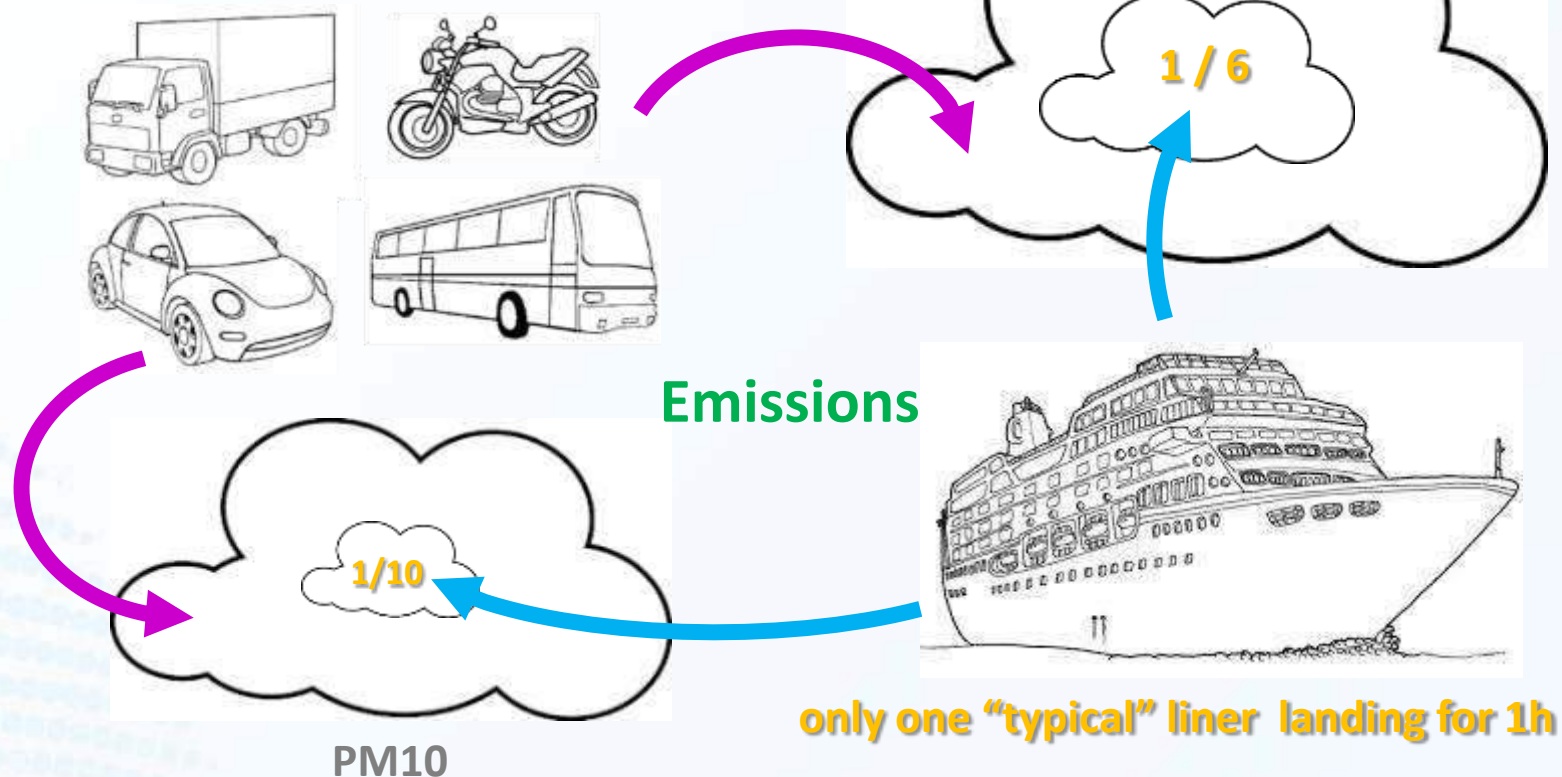 1 / 6
Emissions
1/10
only one “typical” liner landing for 1h
PM10